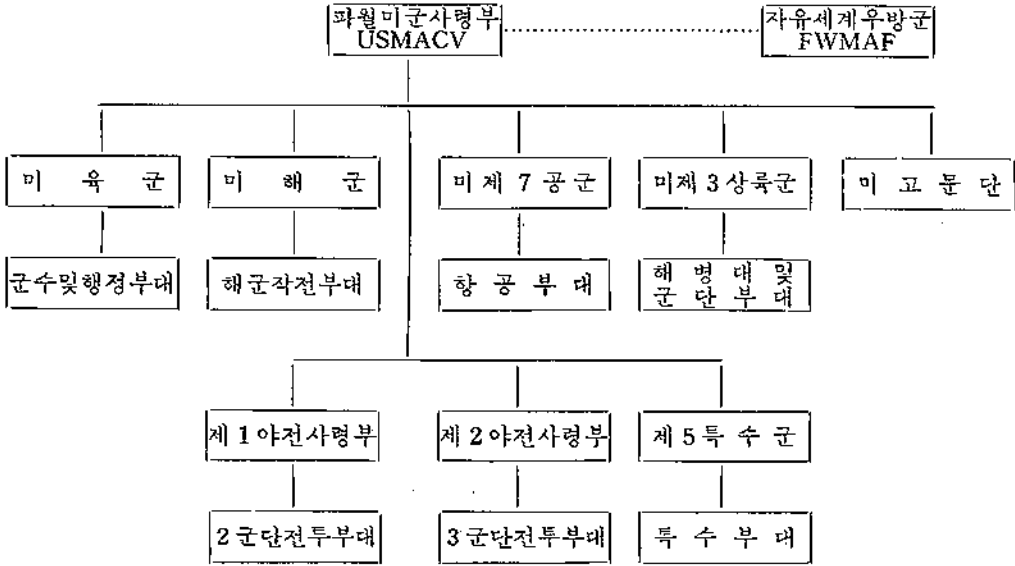 파월미군사령부
USMACV
자유세계우방군
FWMAF
미 육 군
미 해 군
미제 7 공군
미제 3 상륙군
미 고 문 단
군수및행정부대
해군작전부대
항 공 부 대
해 병 대 및
군 단 부 대
제 1 야전사령부
제 2 야전사령부
제 5 특 수 군
2 군단전투부대
3 군단전투부대
특 수 부 대